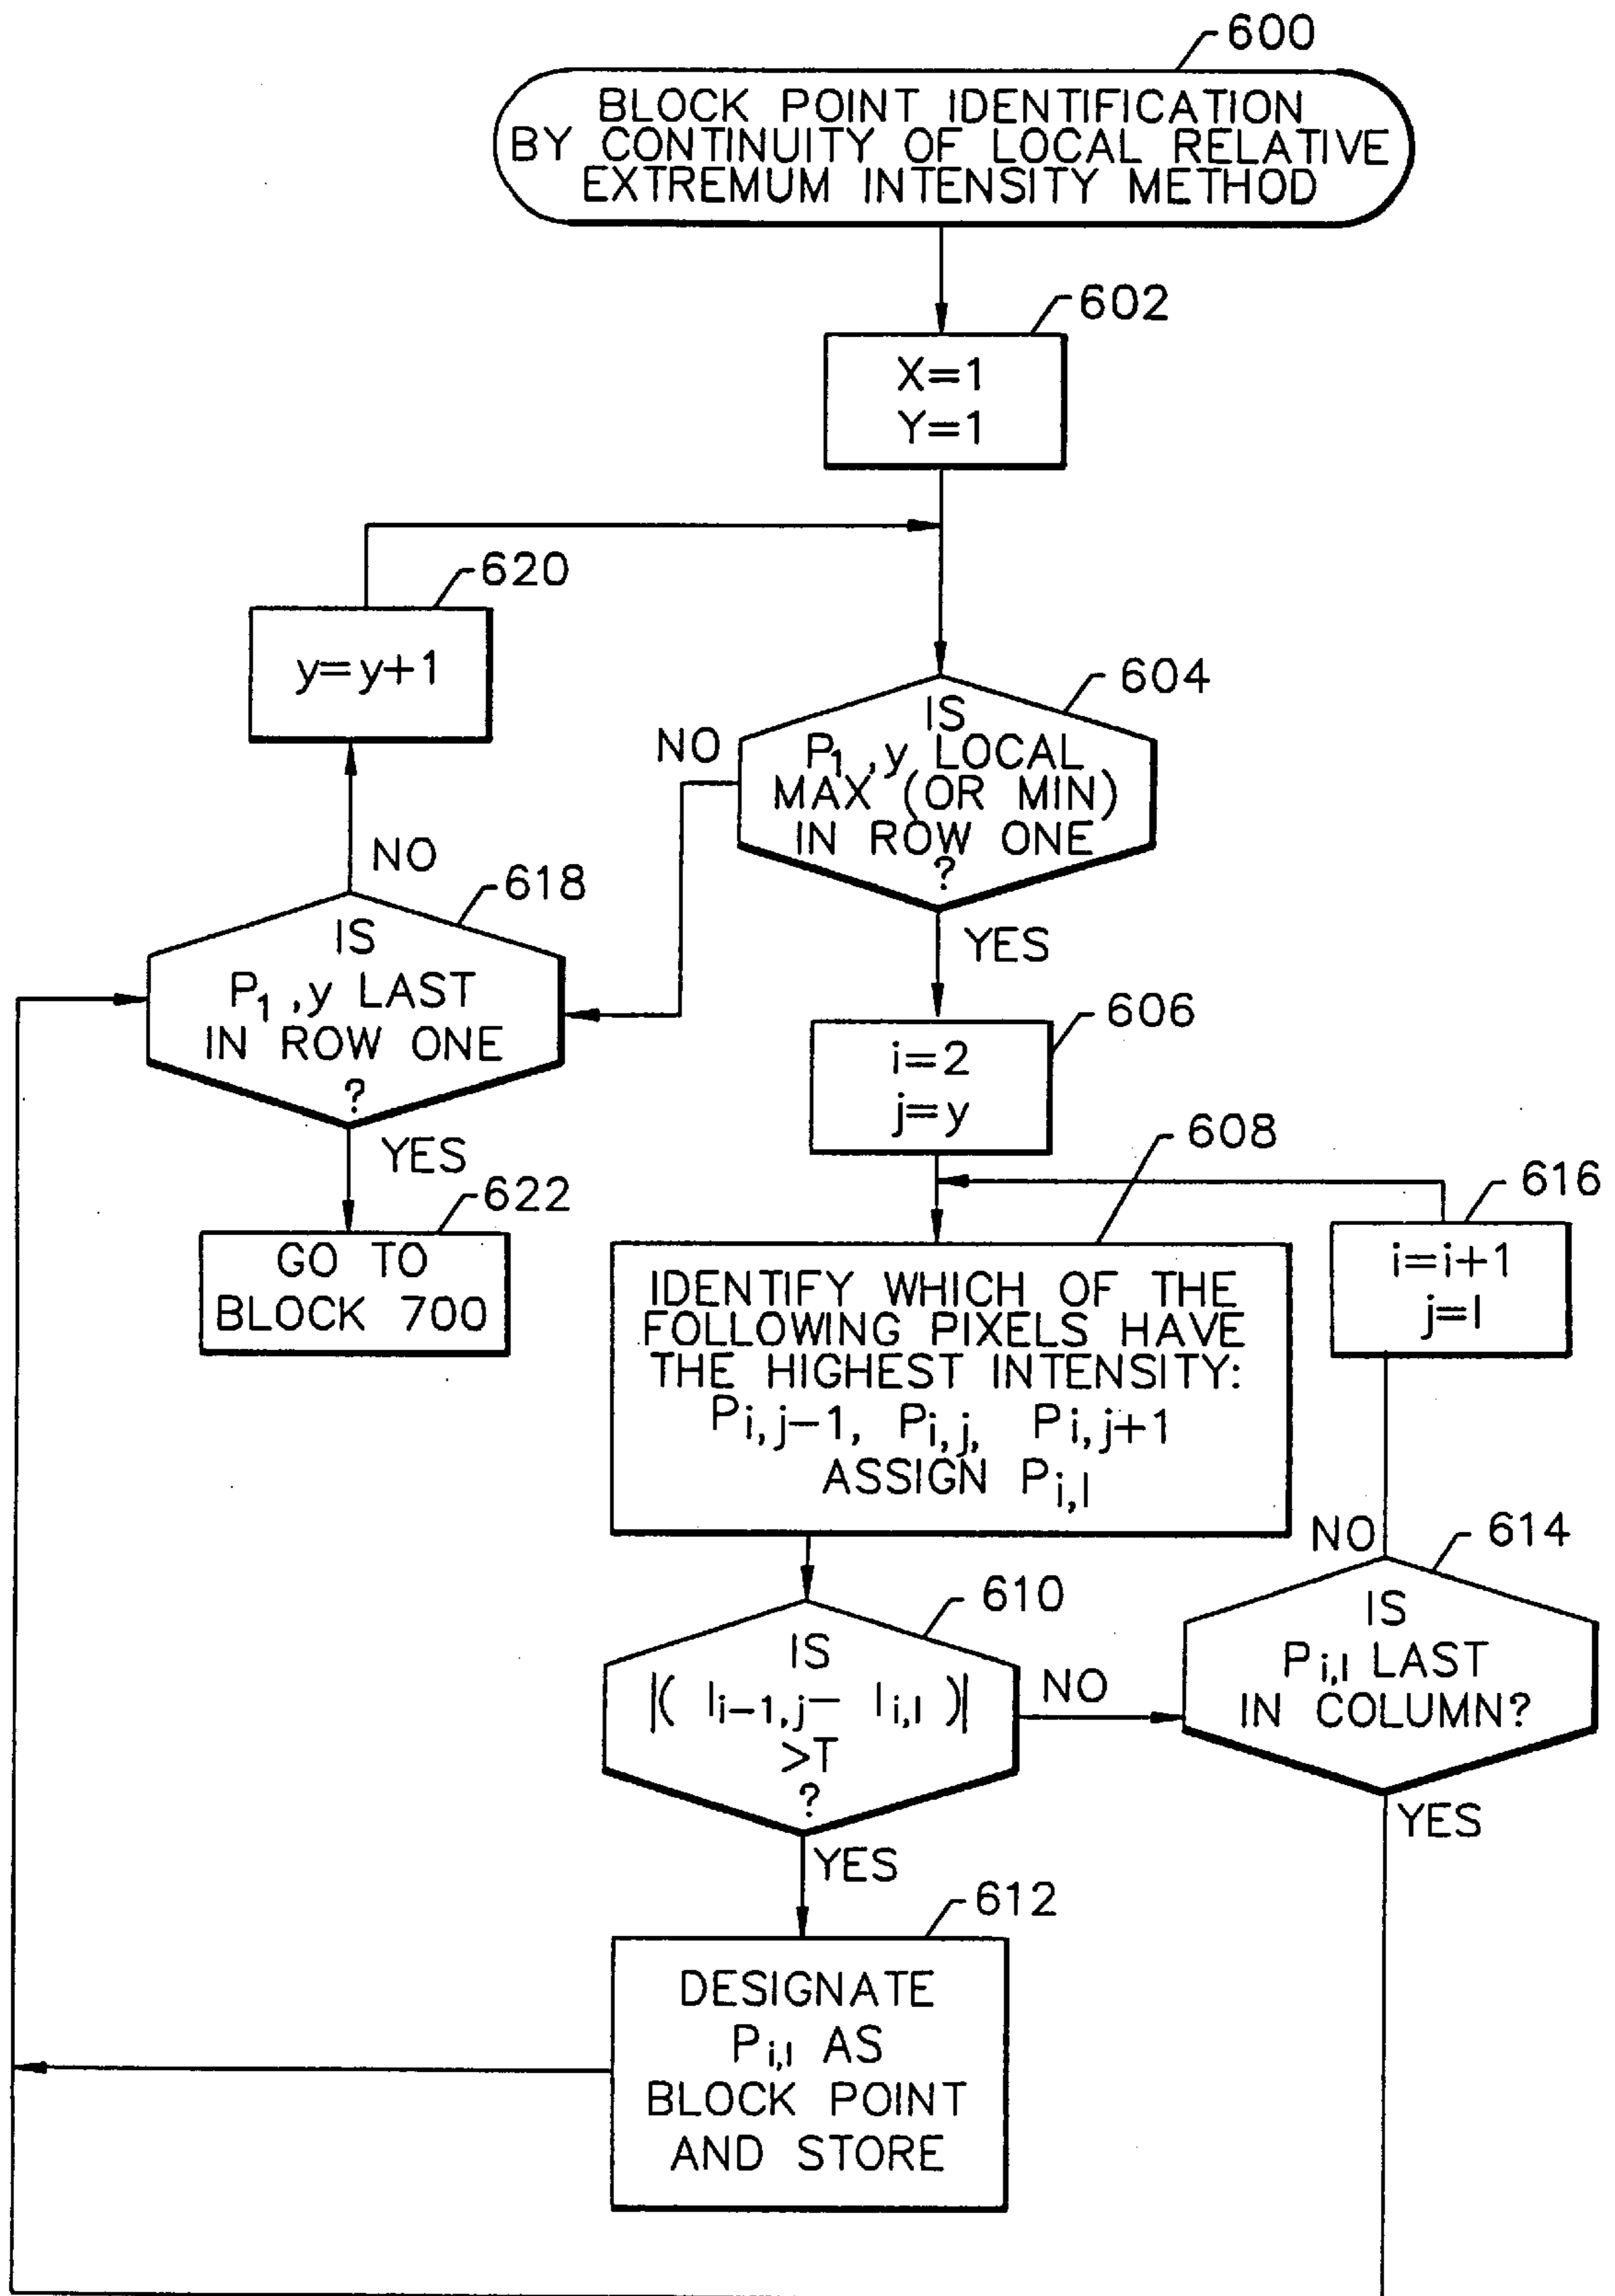 600
BLOCK POINT IDENTIFICATION
BY CONTINUITY OF LOCAL RELATIVE
EXTREMUM INTENSITY METHOD
602
X=1
Y=1
620
y=y+1
604
IS
P1,y LOCAL
MAX (OR MIN)
IN ROW ONE
?
NO
YES
NO
618
IS
P1,y LAST
IN ROW ONE
?
YES
622
GO TO
BLOCK 700
606
i=2
j=y
608
IDENTIFY WHICH OF THE
FOLLOWING PIXELS HAVE
THE HIGHEST INTENSITY:
Pi,j-1, Pi,j, Pi,j+1
ASSIGN Pi,l
616
i=i+1
j=l
610
IS
|( Ii-1,j- Ii,l )|
>T
?
NO
YES
614
NO
IS
Pi,l LAST
IN COLUMN?
YES
612
DESIGNATE
Pi,l AS
BLOCK POINT
AND STORE